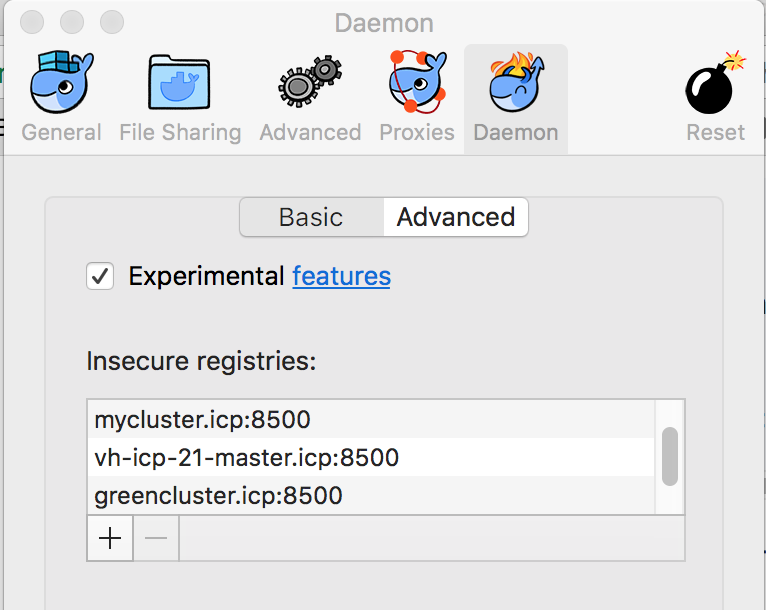 Daemon
General File Sharing Advanced Proxies Daemon Reset
Basic Advanced
Experimental features
Insecure registries:
mycluster.icp:8500
vh-icp-21-master.icp:8500
greencluster.icp:8500